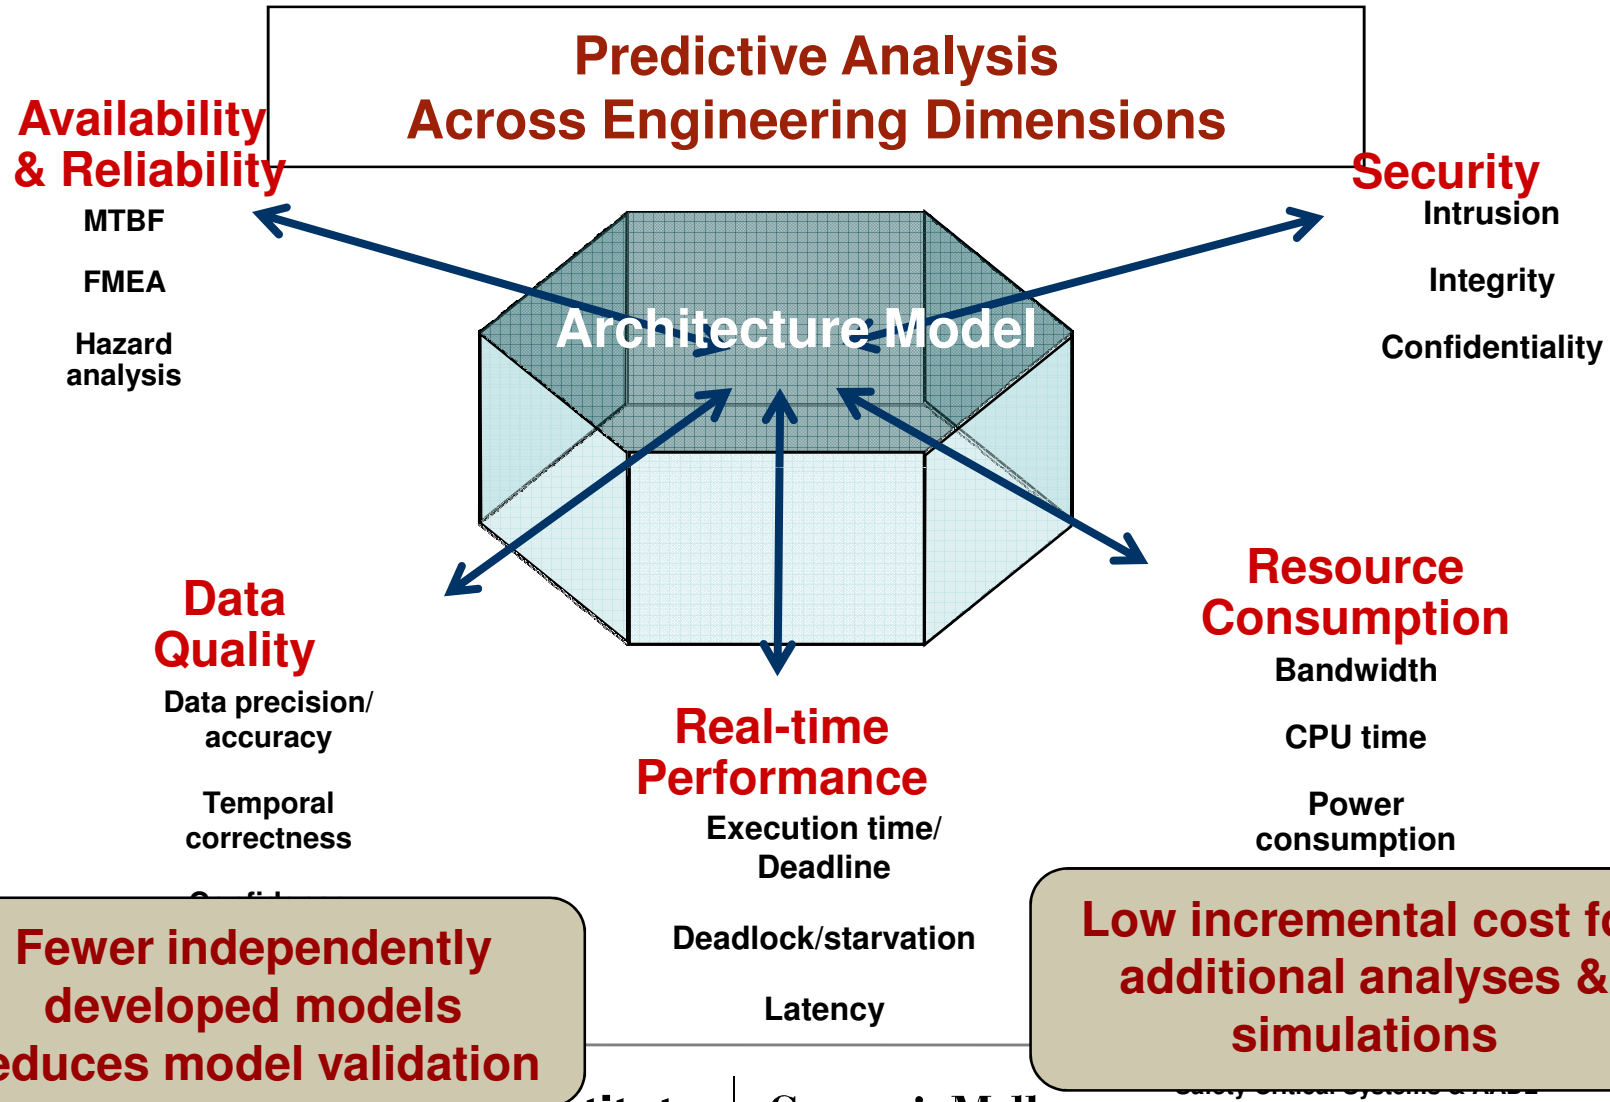 Predictive Analysis
Across Engineering Dimensions
Availability
& Reliability
MTBF
FMEA
Hazard
analysis
Security
Intrusion
Integrity
Confidentiality
Architecture Model
Data
Quality
Data precision/
accuracy
Temporal
correctness
Real-time
Performance
Execution time/
Deadline
Deadlock/starvation
Latency
Resource
Consumption
Bandwidth
CPU time
Power
consumption
Fewer independently
developed models
educes model validation
Low incremental cost fo
additional analyses &
simulations